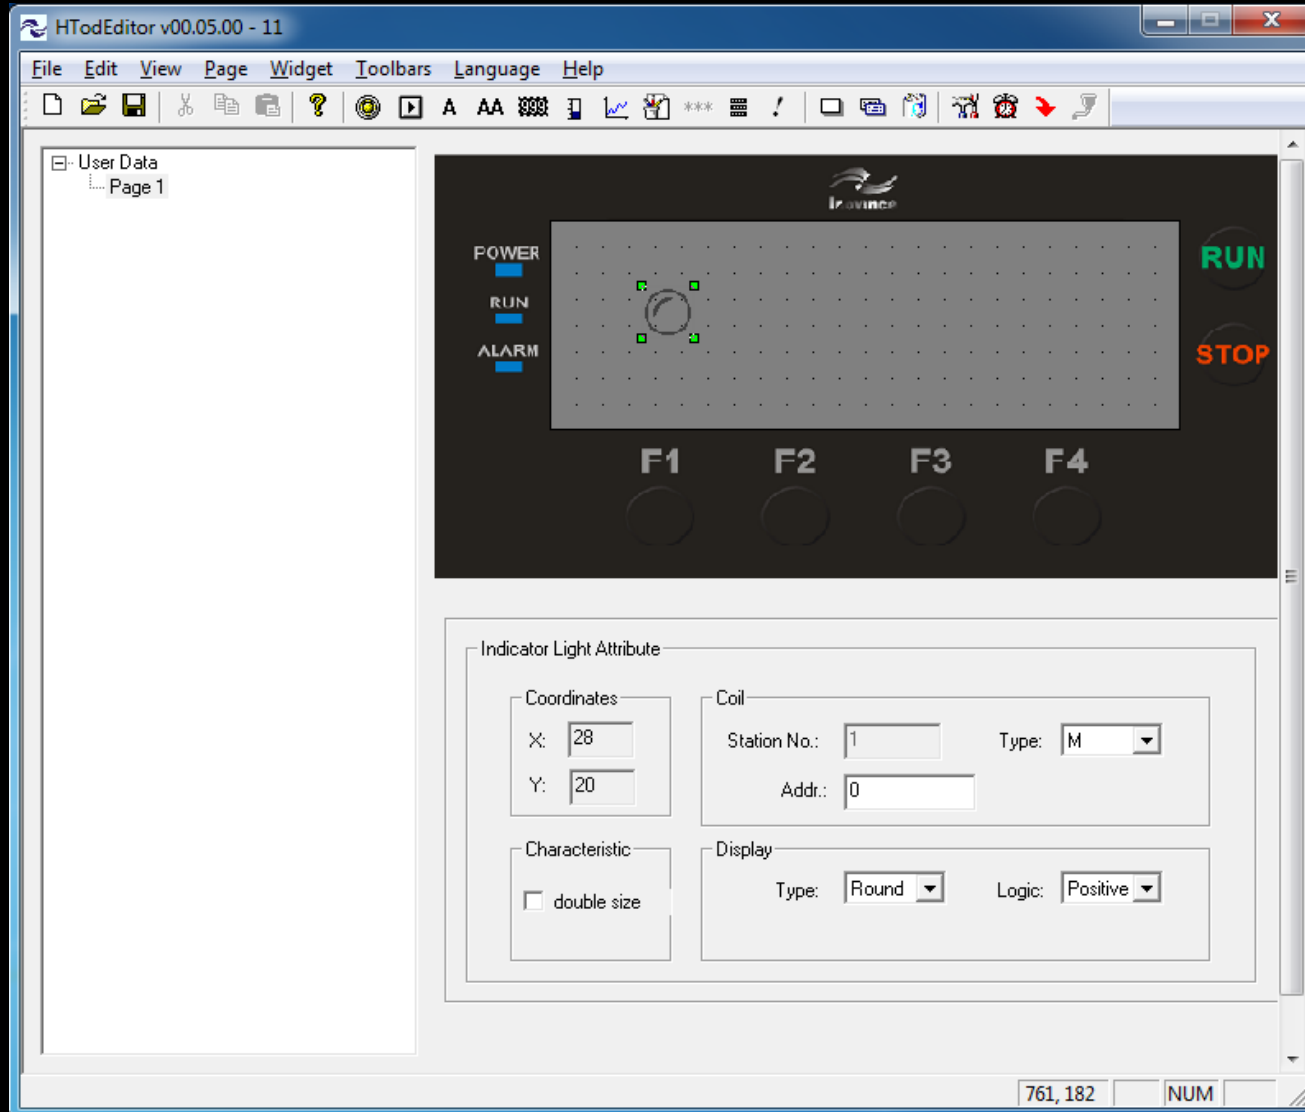 HTodEditor v00.05.00 - 11
File Edit View Page Widget Toolbars Language Help
A AA *** !
User Data
Page 1
Inovance
POWER
RUN
ALARM
RUN
STOP
F1 F2 F3 F4
Indicator Light Attribute
Coordinates
X: 28
Y: 20
Coil
Station No.: 1 Type: M
Addr.: 0
Characteristic
double size
Display
Type: Round Logic: Positive
761, 182 NUM